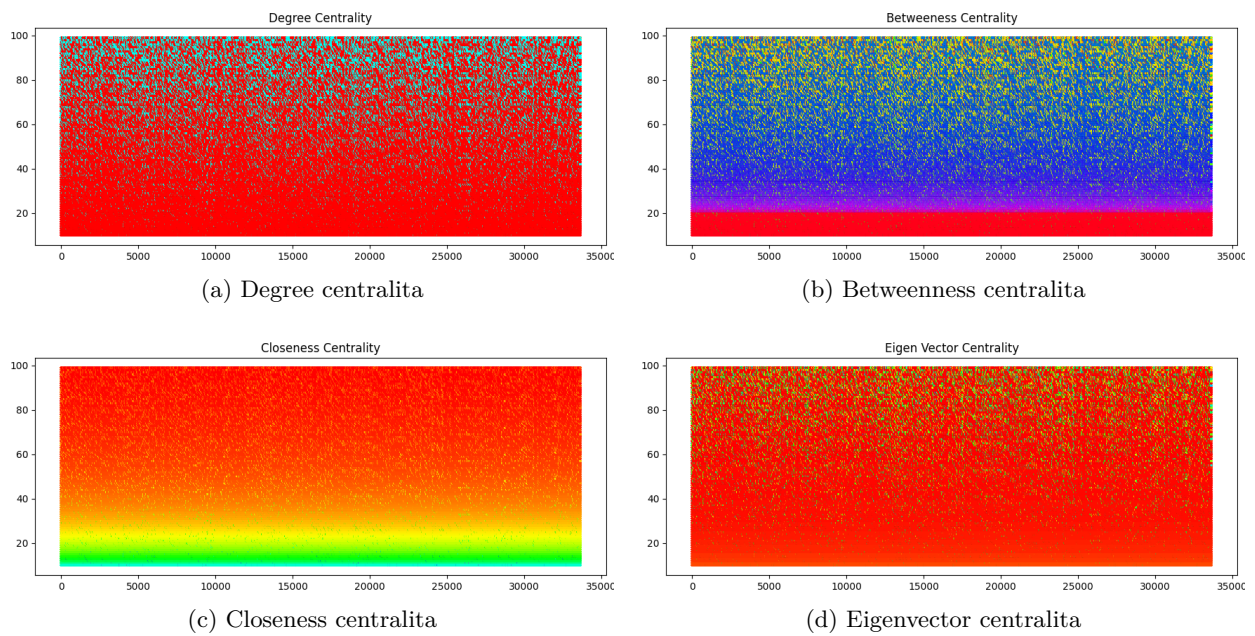 Degree Centrality
100
80
60
40
20
0 5000 10000 15000 20000 25000 30000 35000
(a) Degree centralita
Betweeness Centrality
100
80
60
40
20
0 5000 10000 15000 20000 25000 30000 35000
(b) Betweenness centralita
Closeness Centrality
100
80
60
40
20
0 5000 10000 15000 20000 25000 30000 35000
(c) Closeness centralita
Eigen Vector Centrality
100
80
60
40
20
0 5000 10000 15000 20000 25000 30000 35000
(d) Eigenvector centralita